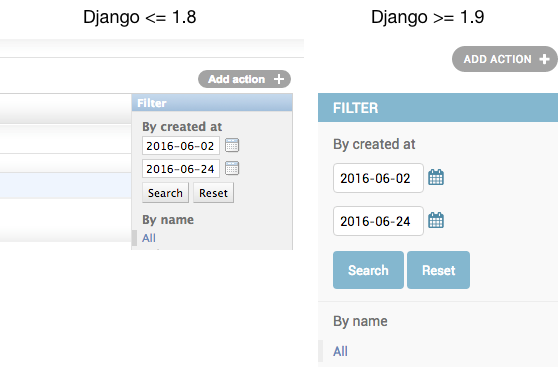 Django <= 1.8
Add action +
Filter
By created at
2016-06-02
2016-06-24
Search Reset
By name
All
Django >= 1.9
ADD ACTION +
FILTER
By created at
2016-06-02
2016-06-24
Search Reset
By name
All